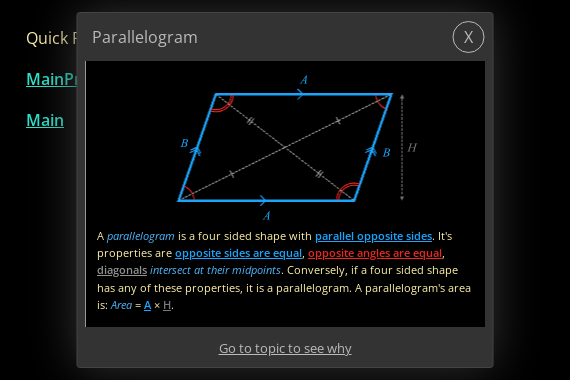 Quick
Parallelogram
X
MainPr
Main
A
B
B
H
A
A parallelogram is a four sided shape with parallel opposite sides. It's
properties are opposite sides are equal, opposite angles are equal,
diagonals intersect at their midpoints. Conversely, if a four sided shape
has any of these properties, it is a parallelogram. A parallelogram's area
is: Area = A × H.
Go to topic to see why